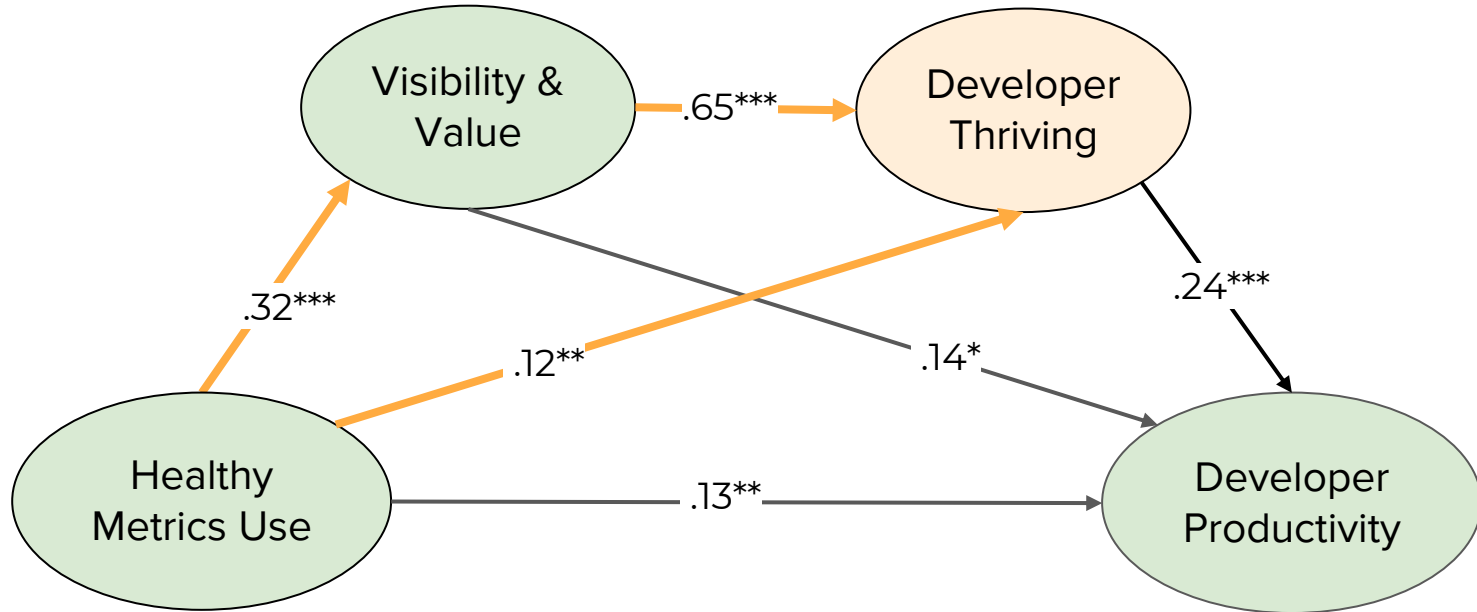 Visibility &
Value
.65***
Developer
Thriving
.32***
.12**
.14*
.24***
Healthy
Metrics Use
.13**
Developer
Productivity